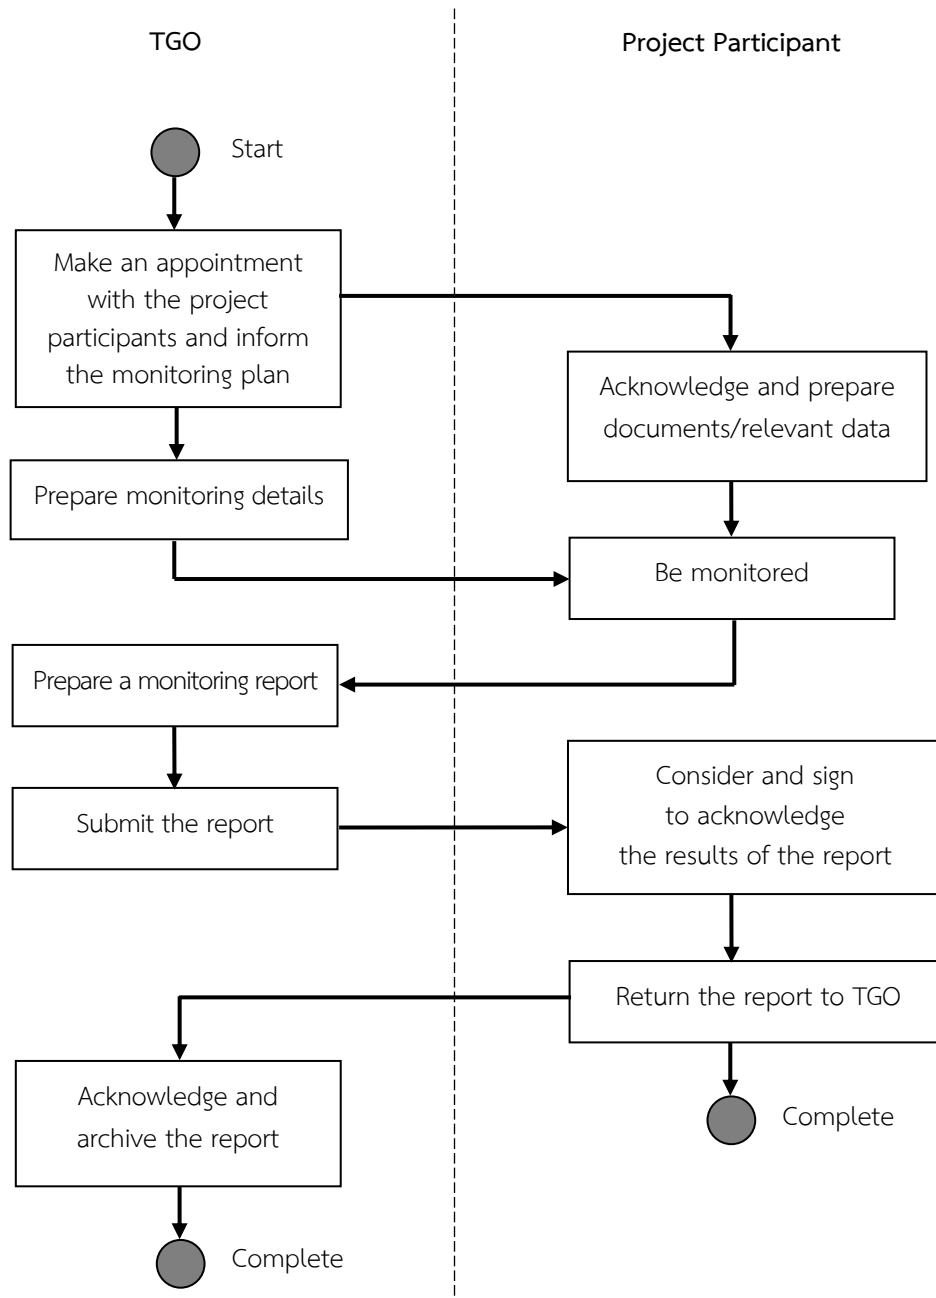 TGO
Project Participant
Start
Make an appointment
with the project
participants and inform
the monitoring plan
Acknowledge and prepare
documents/relevant data
Prepare monitoring details
Be monitored
Prepare a monitoring report
Submit the report
Consider and sign
to acknowledge
the results of the report
Return the report to TGO
Acknowledge and
archive the report
Complete
Complete